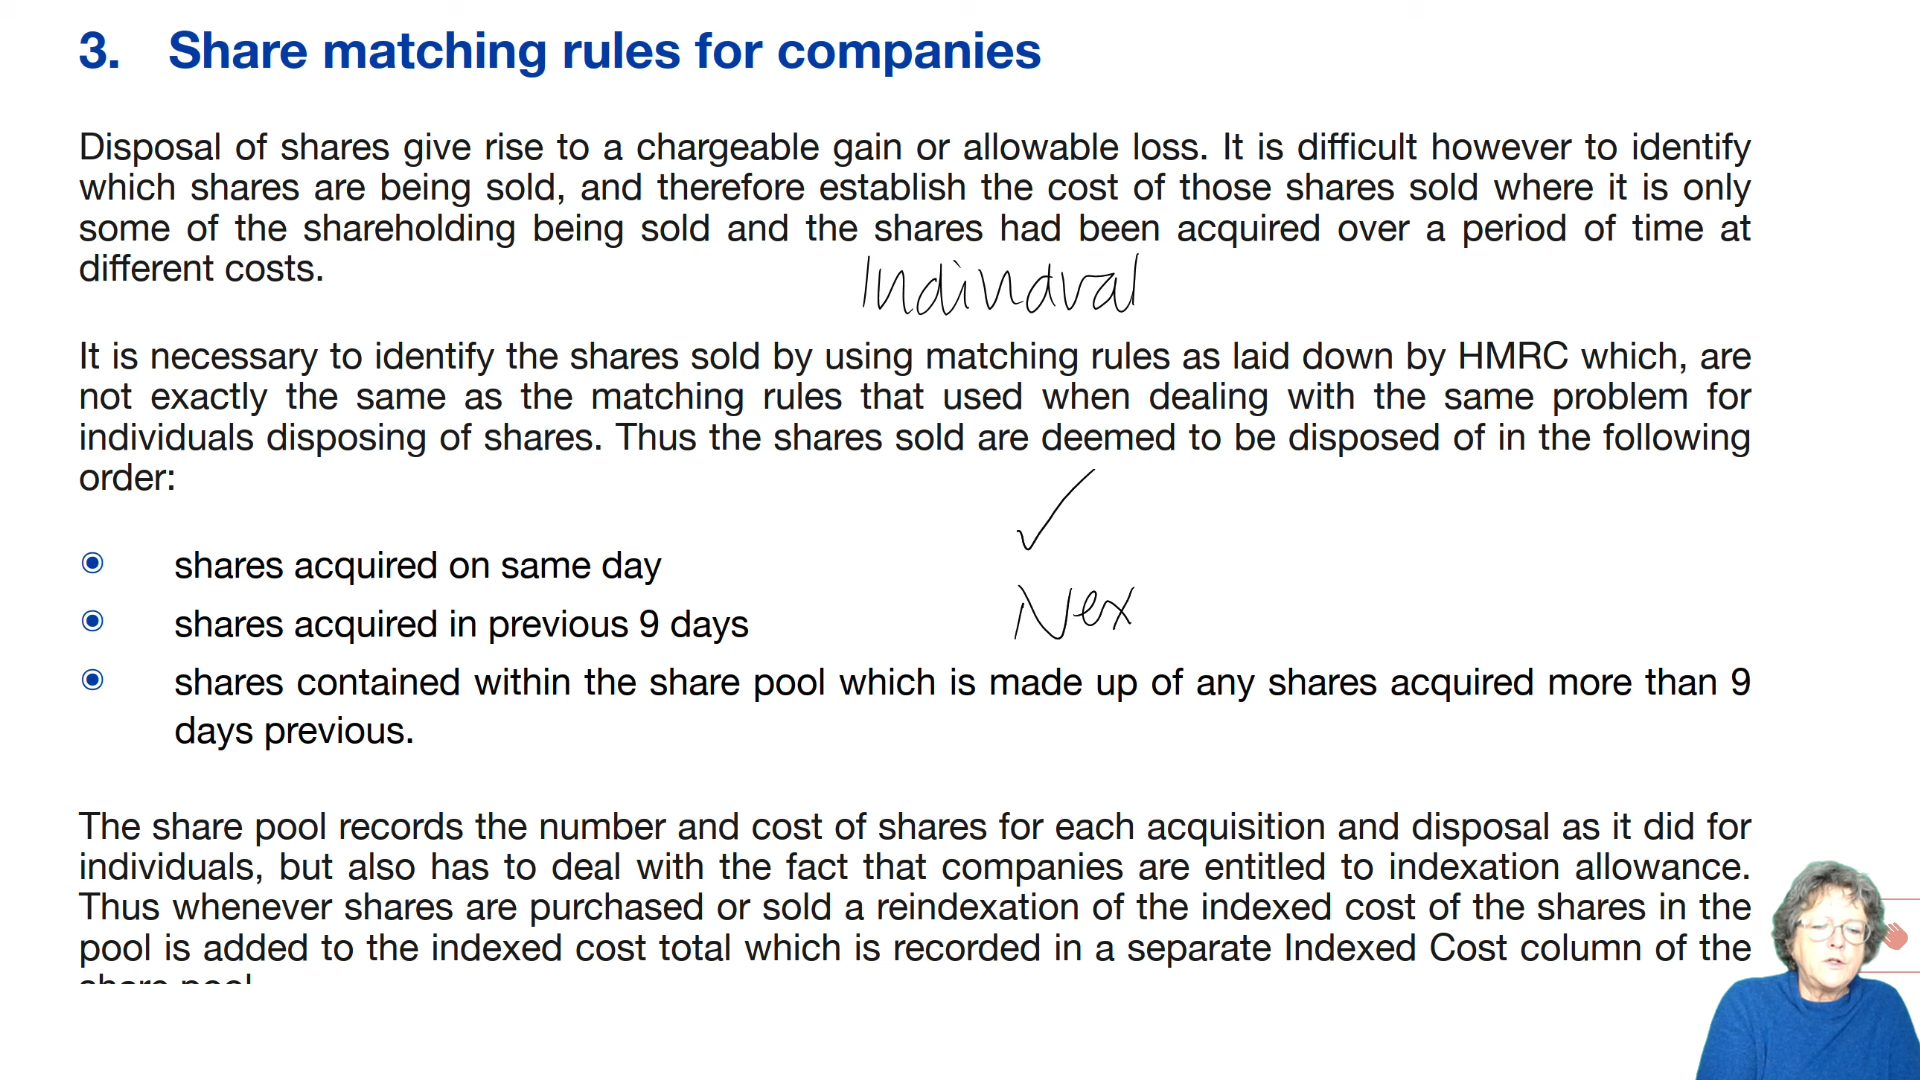 3. Share matching rules for companies
Disposal of shares give rise to a chargeable gain or allowable loss. It is difficult however to identify
which shares are being sold, and therefore establish the cost of those shares sold where it is only
some of the shareholding being sold and the shares had been acquired over a period of time at
different costs.
Individual
It is necessary to identify the shares sold by using matching rules as laid down by HMRC which, are
not exactly the same as the matching rules that used when dealing with the same problem for
individuals disposing of shares. Thus the shares sold are deemed to be disposed of in the following
order:
shares acquired on same day
shares acquired in previous 9 days
Nex
shares contained within the share pool which is made up of any shares acquired more than 9
days previous.
The share pool records the number and cost of shares for each acquisition and disposal as it did for
individuals, but also has to deal with the fact that companies are entitled to indexation allowance.
Thus whenever shares are purchased or sold a reindexation of the indexed cost of the shares in the
pool is added to the indexed cost total which is recorded in a separate Indexed Cost column of the